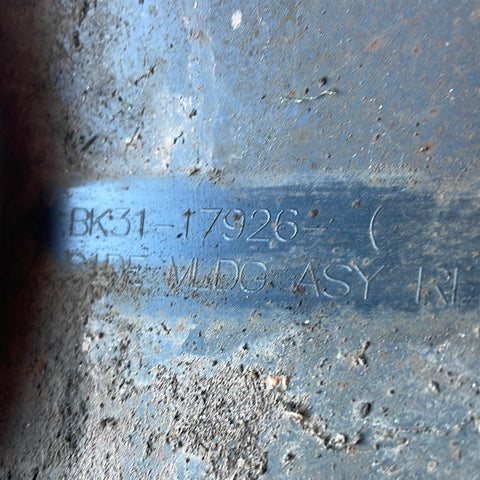 BK31-17926- (
MLDG ASY